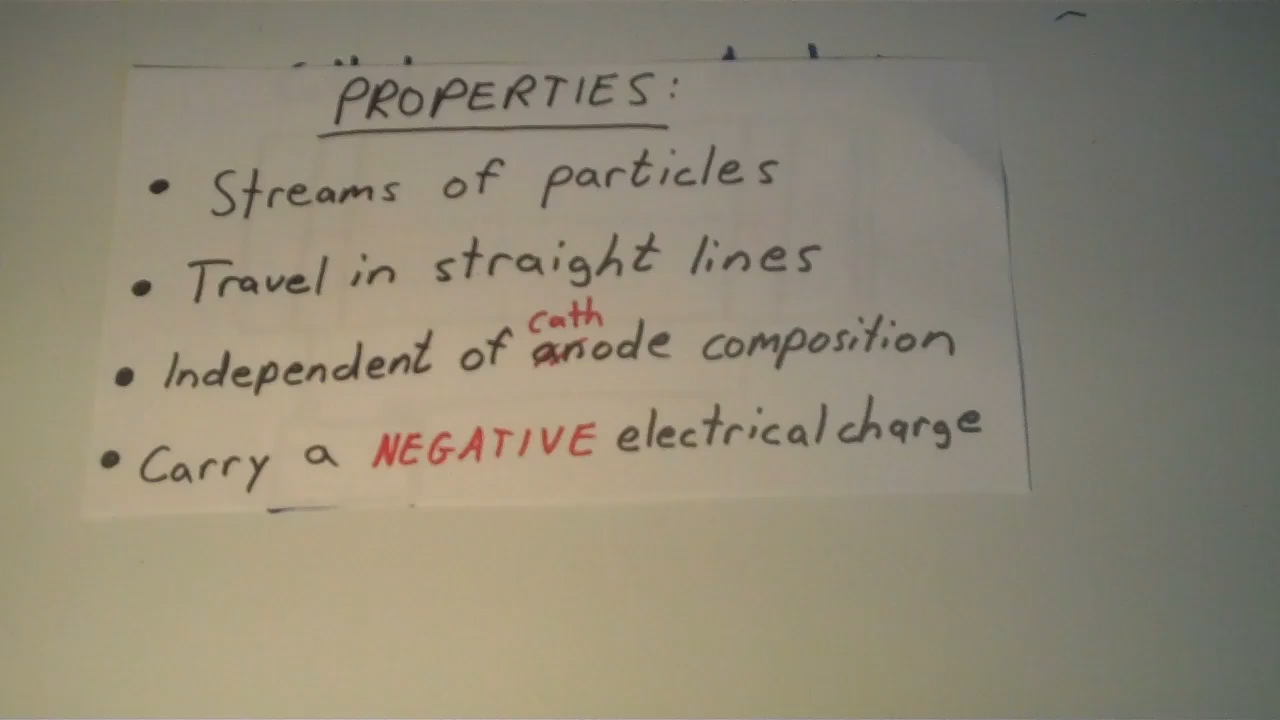 PROPERTIES:
• Streams of particles
• Travel in straight lines
cath
• Independent of anode composition
• Carry a NEGATIVE electrical charge